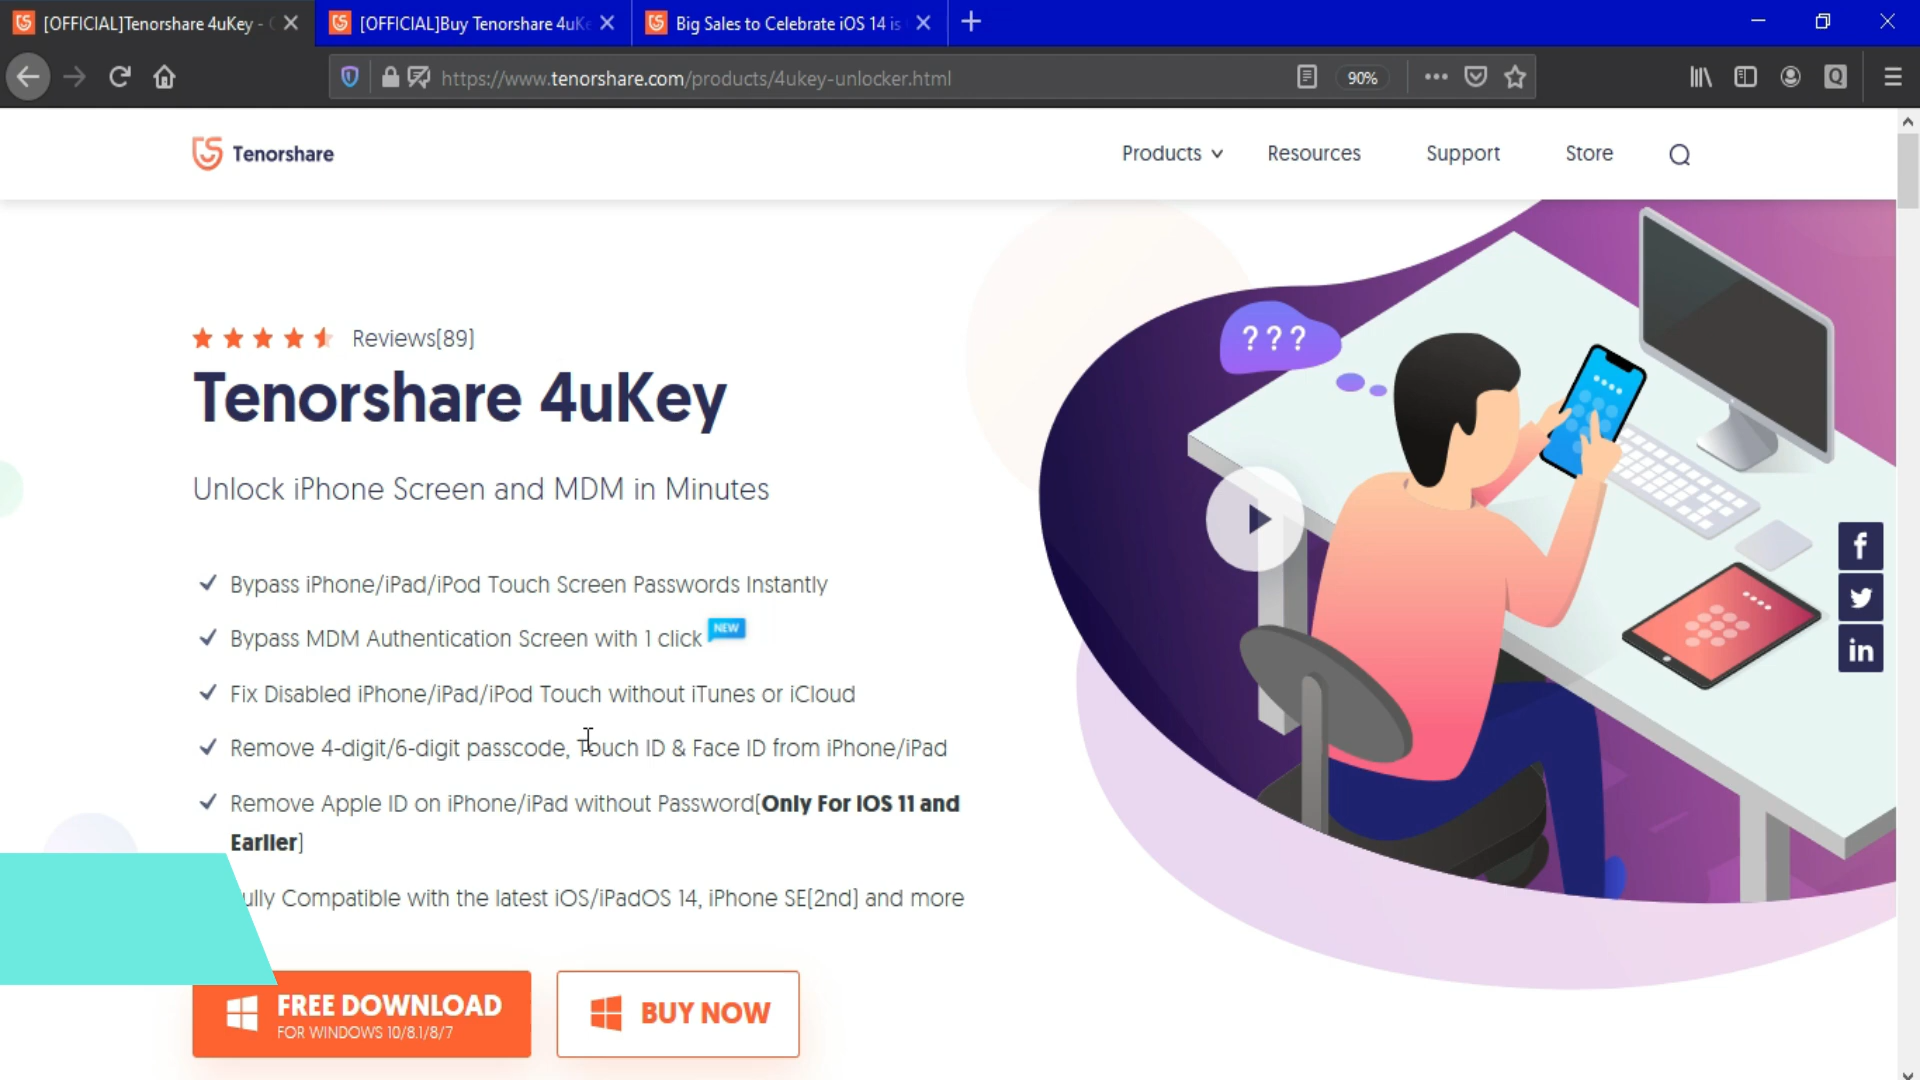 [OFFICIAL]Tenorshare 4uKey -
[OFFICIAL]Buy Tenorshare 4uKe
Big Sales to Celebrate iOS 14 is
https://www.tenorshare.com/products/4ukey-unlocker.html
90%
Tenorshare
Products
Resources
Support
Store
Reviews[89]
Tenorshare 4uKey
Unlock iPhone Screen and MDM in Minutes
Bypass iPhone/iPad/iPod Touch Screen Passwords Instantly
Bypass MDM Authentication Screen with 1 click NEW
Fix Disabled iPhone/iPad/iPod Touch without iTunes or iCloud
Remove 4-digit/6-digit passcode, Touch ID & Face ID from iPhone/iPad
Remove Apple ID on iPhone/iPad without Password[Only For IOS 11 and
Earlier]
ully Compatible with the latest iOS/iPadOS 14, iPhone SE[2nd] and more
FREE DOWNLOAD
FOR WINDOWS 10/8.1/8/7
BUY NOW
???
f
in